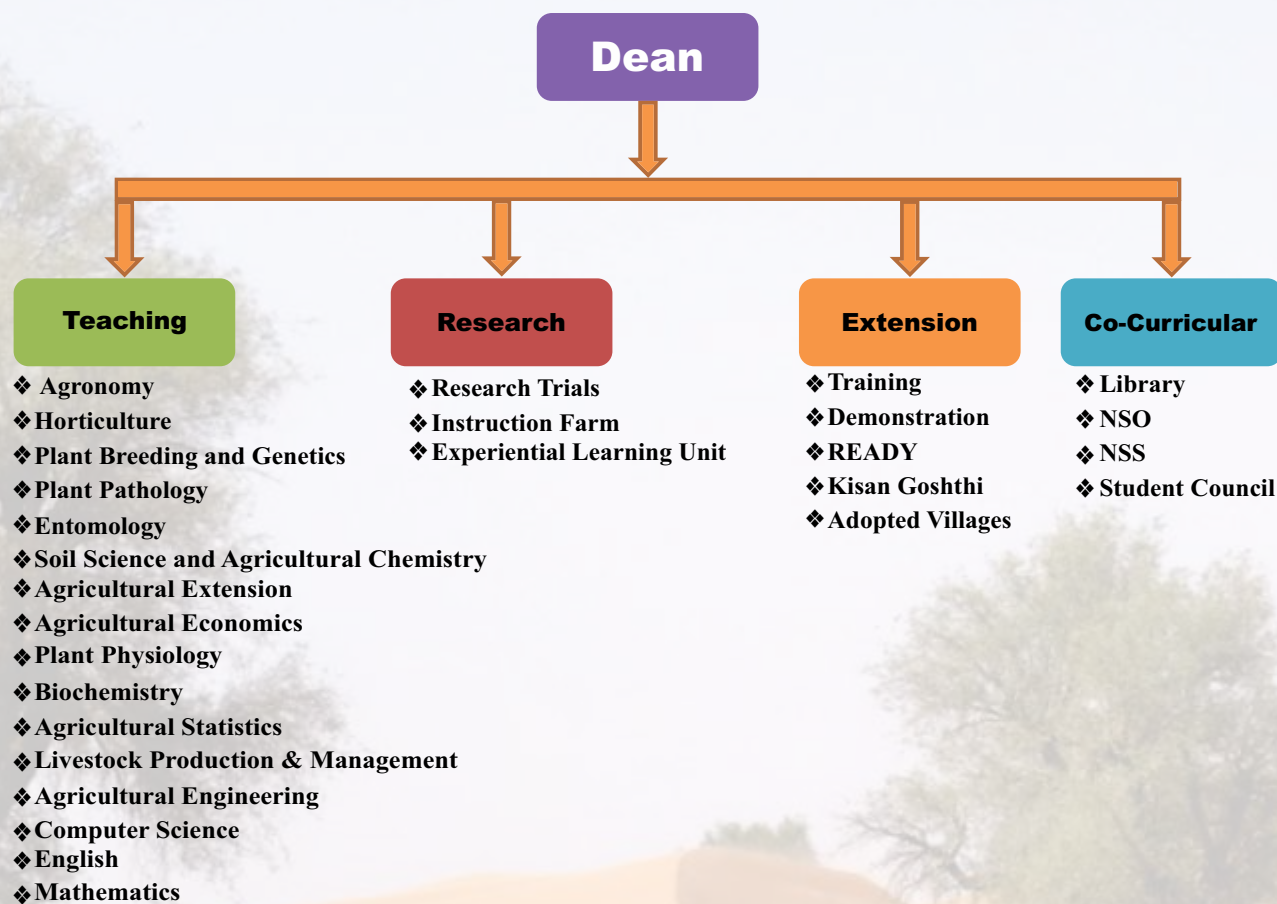 Dean
Teaching
❖ Agronomy
❖ Horticulture
❖ Plant Breeding and Genetics
❖ Plant Pathology
❖ Entomology
❖ Soil Science and Agricultural Chemistry
❖ Agricultural Extension
❖ Agricultural Economics
❖ Plant Physiology
❖ Biochemistry
❖ Agricultural Statistics
❖ Livestock Production & Management
❖ Agricultural Engineering
❖ Computer Science
❖ English
❖ Mathematics
Research
❖ Research Trials
❖ Instruction Farm
❖ Experiential Learning Unit
Extension
❖ Training
❖ Demonstration
❖ READY
❖ Kisan Goshthi
❖ Adopted Villages
Co-Curricular
❖ Library
❖ NSO
❖ NSS
❖ Student Council